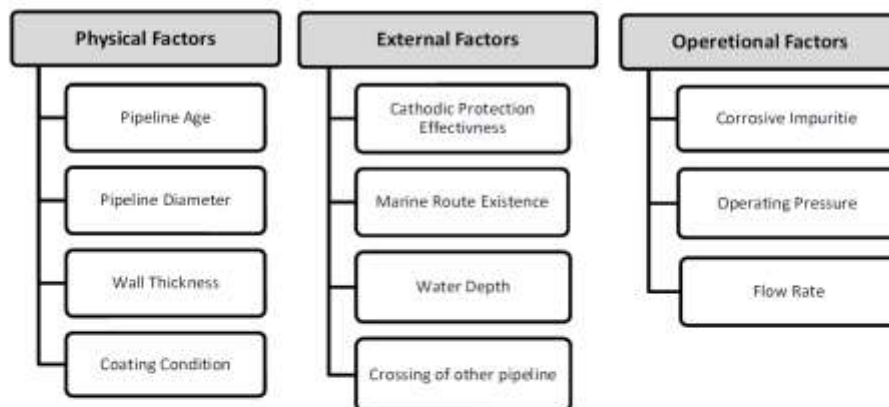 Physical Factors
Pipeline Age
Pipeline Diameter
Wall Thickness
Coating Condition
External Factors
Cathodic Protection
Effectivness
Marine Route Existence
Water Depth
Crossing of other pipeline
Operetional Factors
Corrosive Impuritie
Operating Pressure
Flow Rate